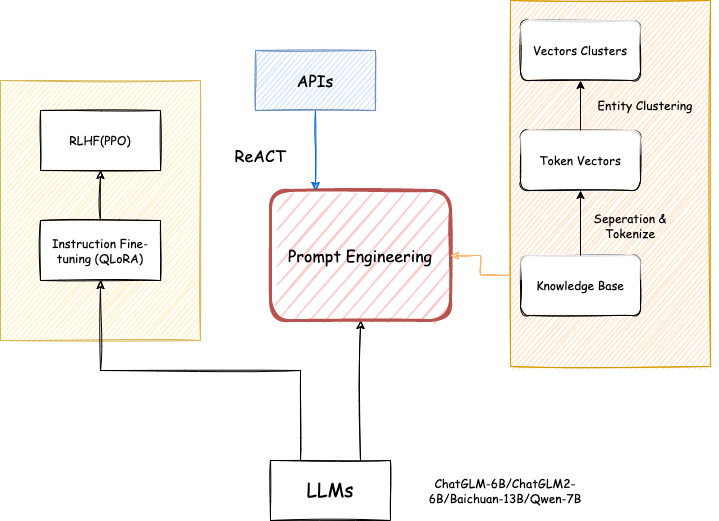 Vectors Clusters
Entity Clustering
Token Vectors
Seperation &
Tokenize
Knowledge Base
APIs
ReACT
Prompt Engineering
RLHF(PPO)
Instruction Fine-
tuning (QLoRA)
LLMs
ChatGLM-6B/ChatGLM2-
6B/Baichuan-13B/Qwen-7B